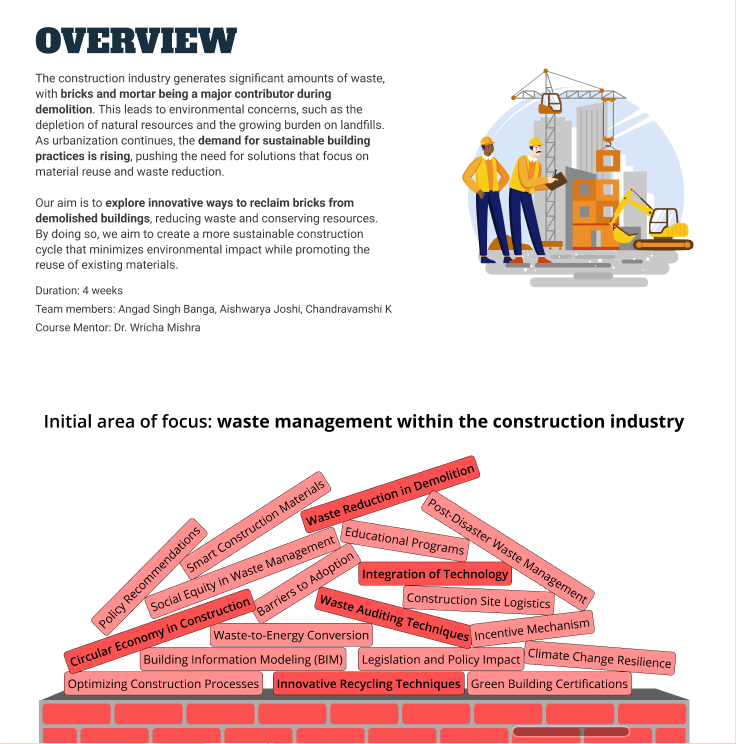 OVERVIEW
The construction industry generates significant amounts of waste,
with bricks and mortar being a major contributor during
demolition. This leads to environmental concerns, such as the
depletion of natural resources and the growing burden on landfills.
As urbanization continues, the demand for sustainable building
practices is rising, pushing the need for solutions that focus on
material reuse and waste reduction.
Our aim is to explore innovative ways to reclaim bricks from
demolished buildings, reducing waste and conserving resources.
By doing so, we aim to create a more sustainable construction
cycle that minimizes environmental impact while promoting the
reuse of existing materials.
Duration: 4 weeks
Team members: Angad Singh Banga, Aishwarya Joshi, Chandravamshi K
Course Mentor: Dr. Wricha Mishra
Initial area of focus: waste management within the construction industry
Waste Reduction in Demolition
Smart Construction Materials
Post-Disaster Waste Management
Policy Recommendations
Educational Programs
Social Equity in Waste Management
Barriers to Adoption
Integration of Technology
Construction Site Logistics
Circular Economy in Construction
Waste Auditing Techniques
Incentive Mechanism
Waste-to-Energy Conversion
Building Information Modeling (BIM)
Legislation and Policy Impact
Climate Change Resilience
Optimizing Construction Processes
Innovative Recycling Techniques
Green Building Certifications